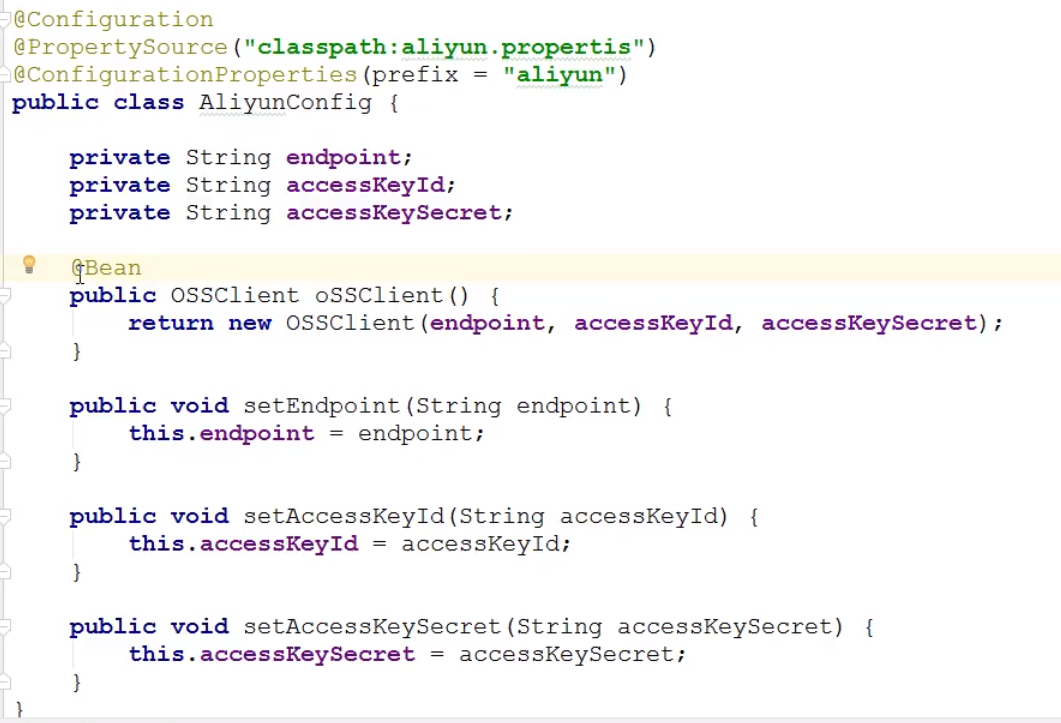 @Configuration
@PropertySource("classpath:aliyun.propertis")
@ConfigurationProperties(prefix = "aliyun")
public class AliyunConfig {
private String endpoint;
private String accessKeyId;
private String accessKeySecret;
@Bean
public OSSClient oSSClient() {
return new OSSClient(endpoint, accessKeyId, accessKeySecret);
}
public void setEndpoint(String endpoint) {
this.endpoint = endpoint;
}
public void setAccessKeyId(String accessKeyId) {
this.accessKeyId = accessKeyId;
}
public void setAccessKeySecret(String accessKeySecret) {
this.accessKeySecret = accessKeySecret;
}
}